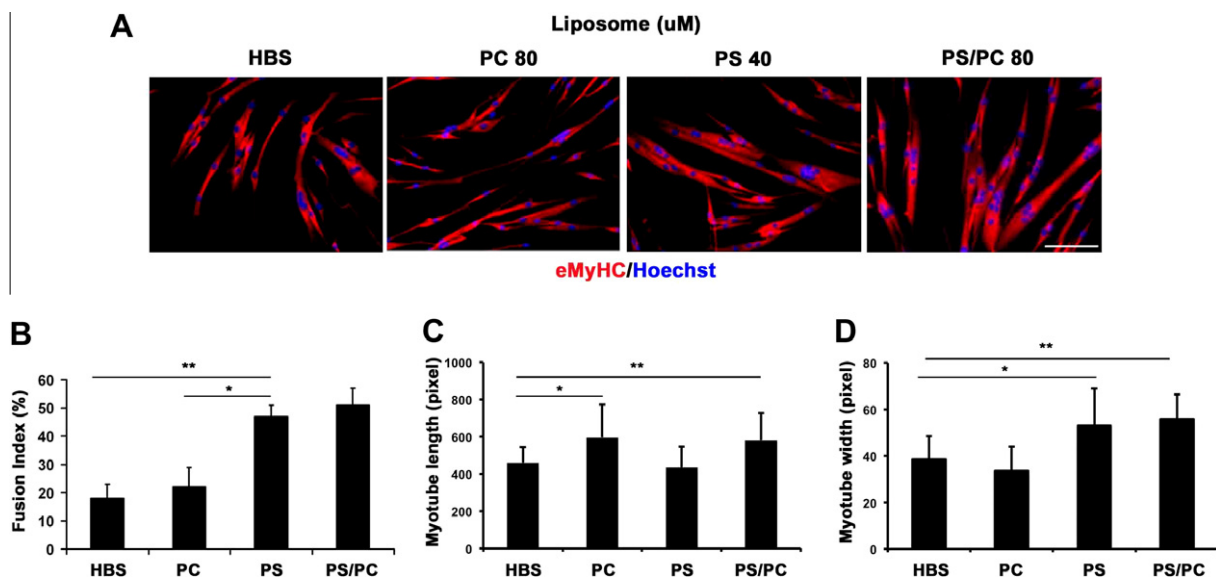 A
Liposome (uM)
HBS
PC 80
PS 40
PS/PC 80
eMyHC/Hoechst
B
Fusion Index (%)
60
50
40
30
20
10
0
**
*
HBS
PC
PS
PS/PC
C
Myotube length (pixel)
1000
800
600
400
200
0
**
*
HBS
PC
PS
PS/PC
D
Myotube width (pixel)
80
60
40
20
0
**
*
HBS
PC
PS
PS/PC